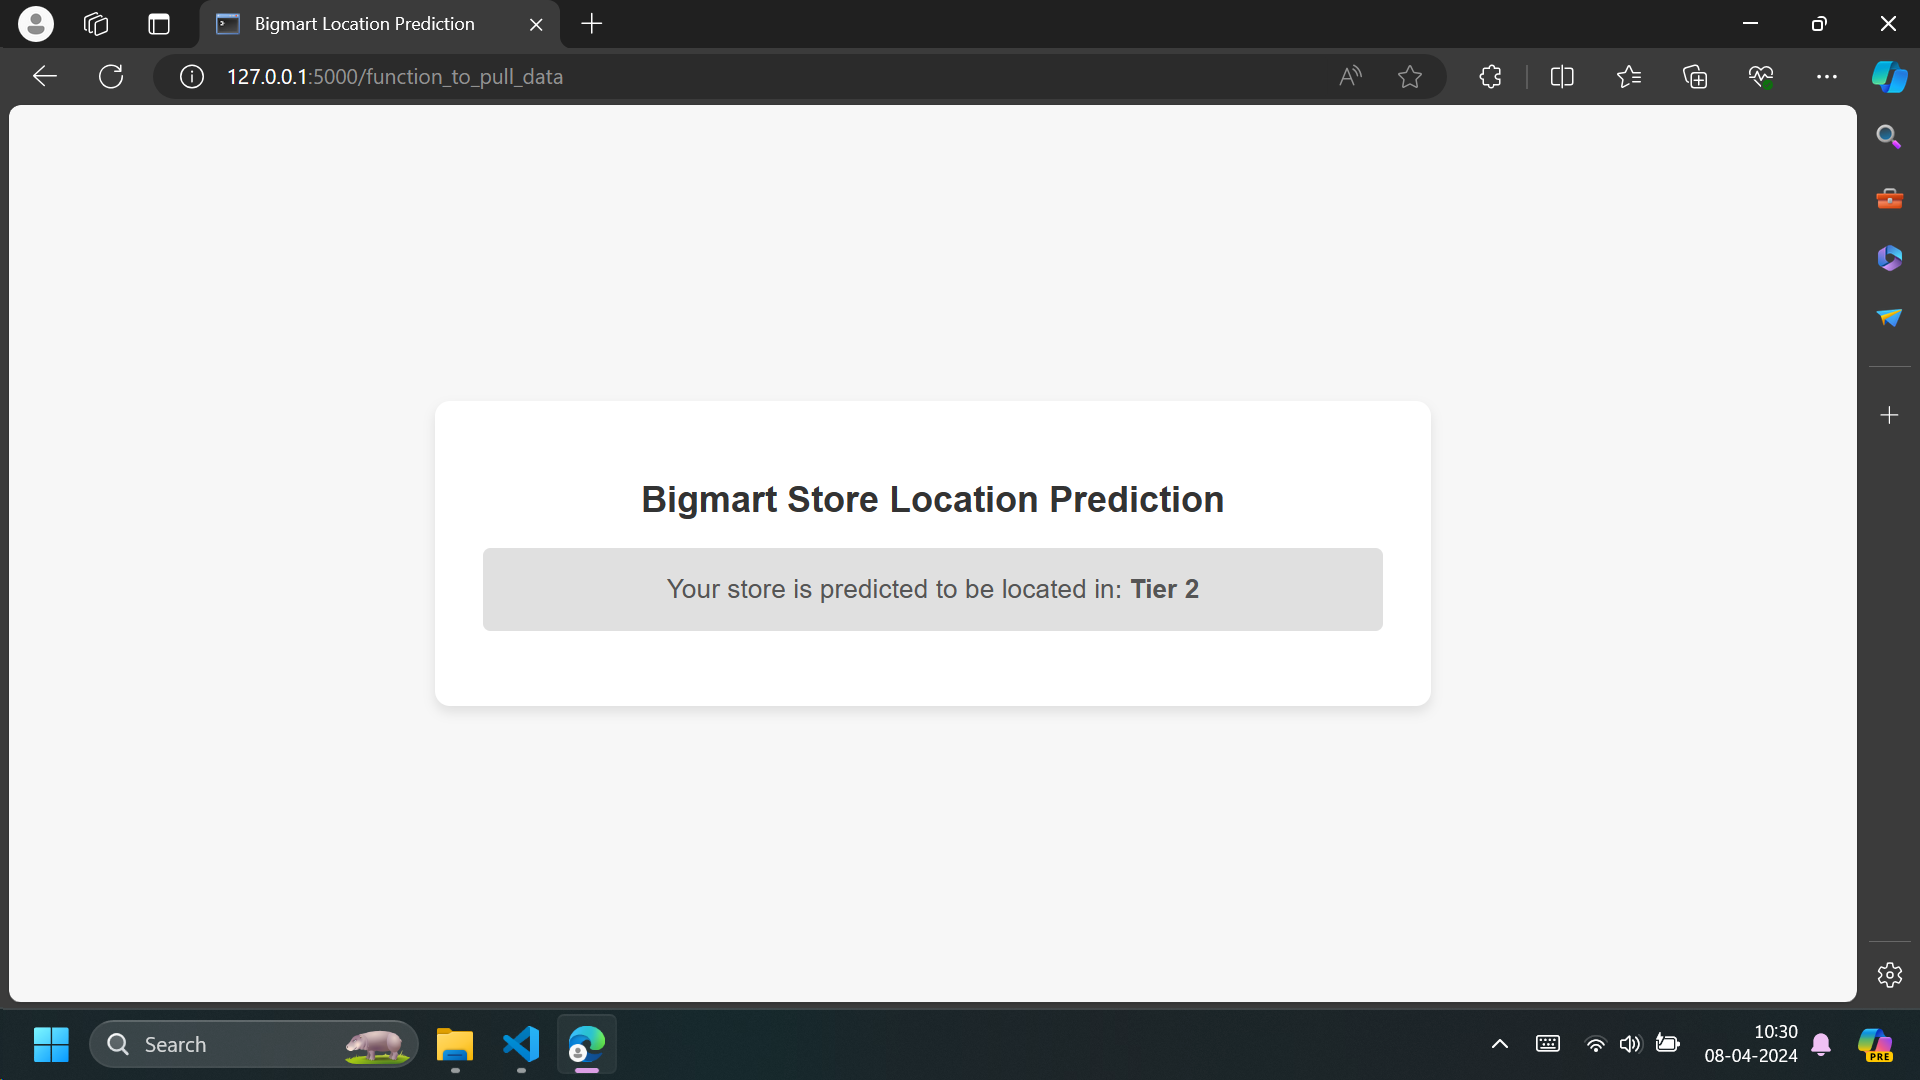 Bigmart Location Prediction
127.0.0.1:5000/function_to_pull_data
Bigmart Store Location Prediction
Your store is predicted to be located in: Tier 2
Search
10:30
08-04-2024
PRE